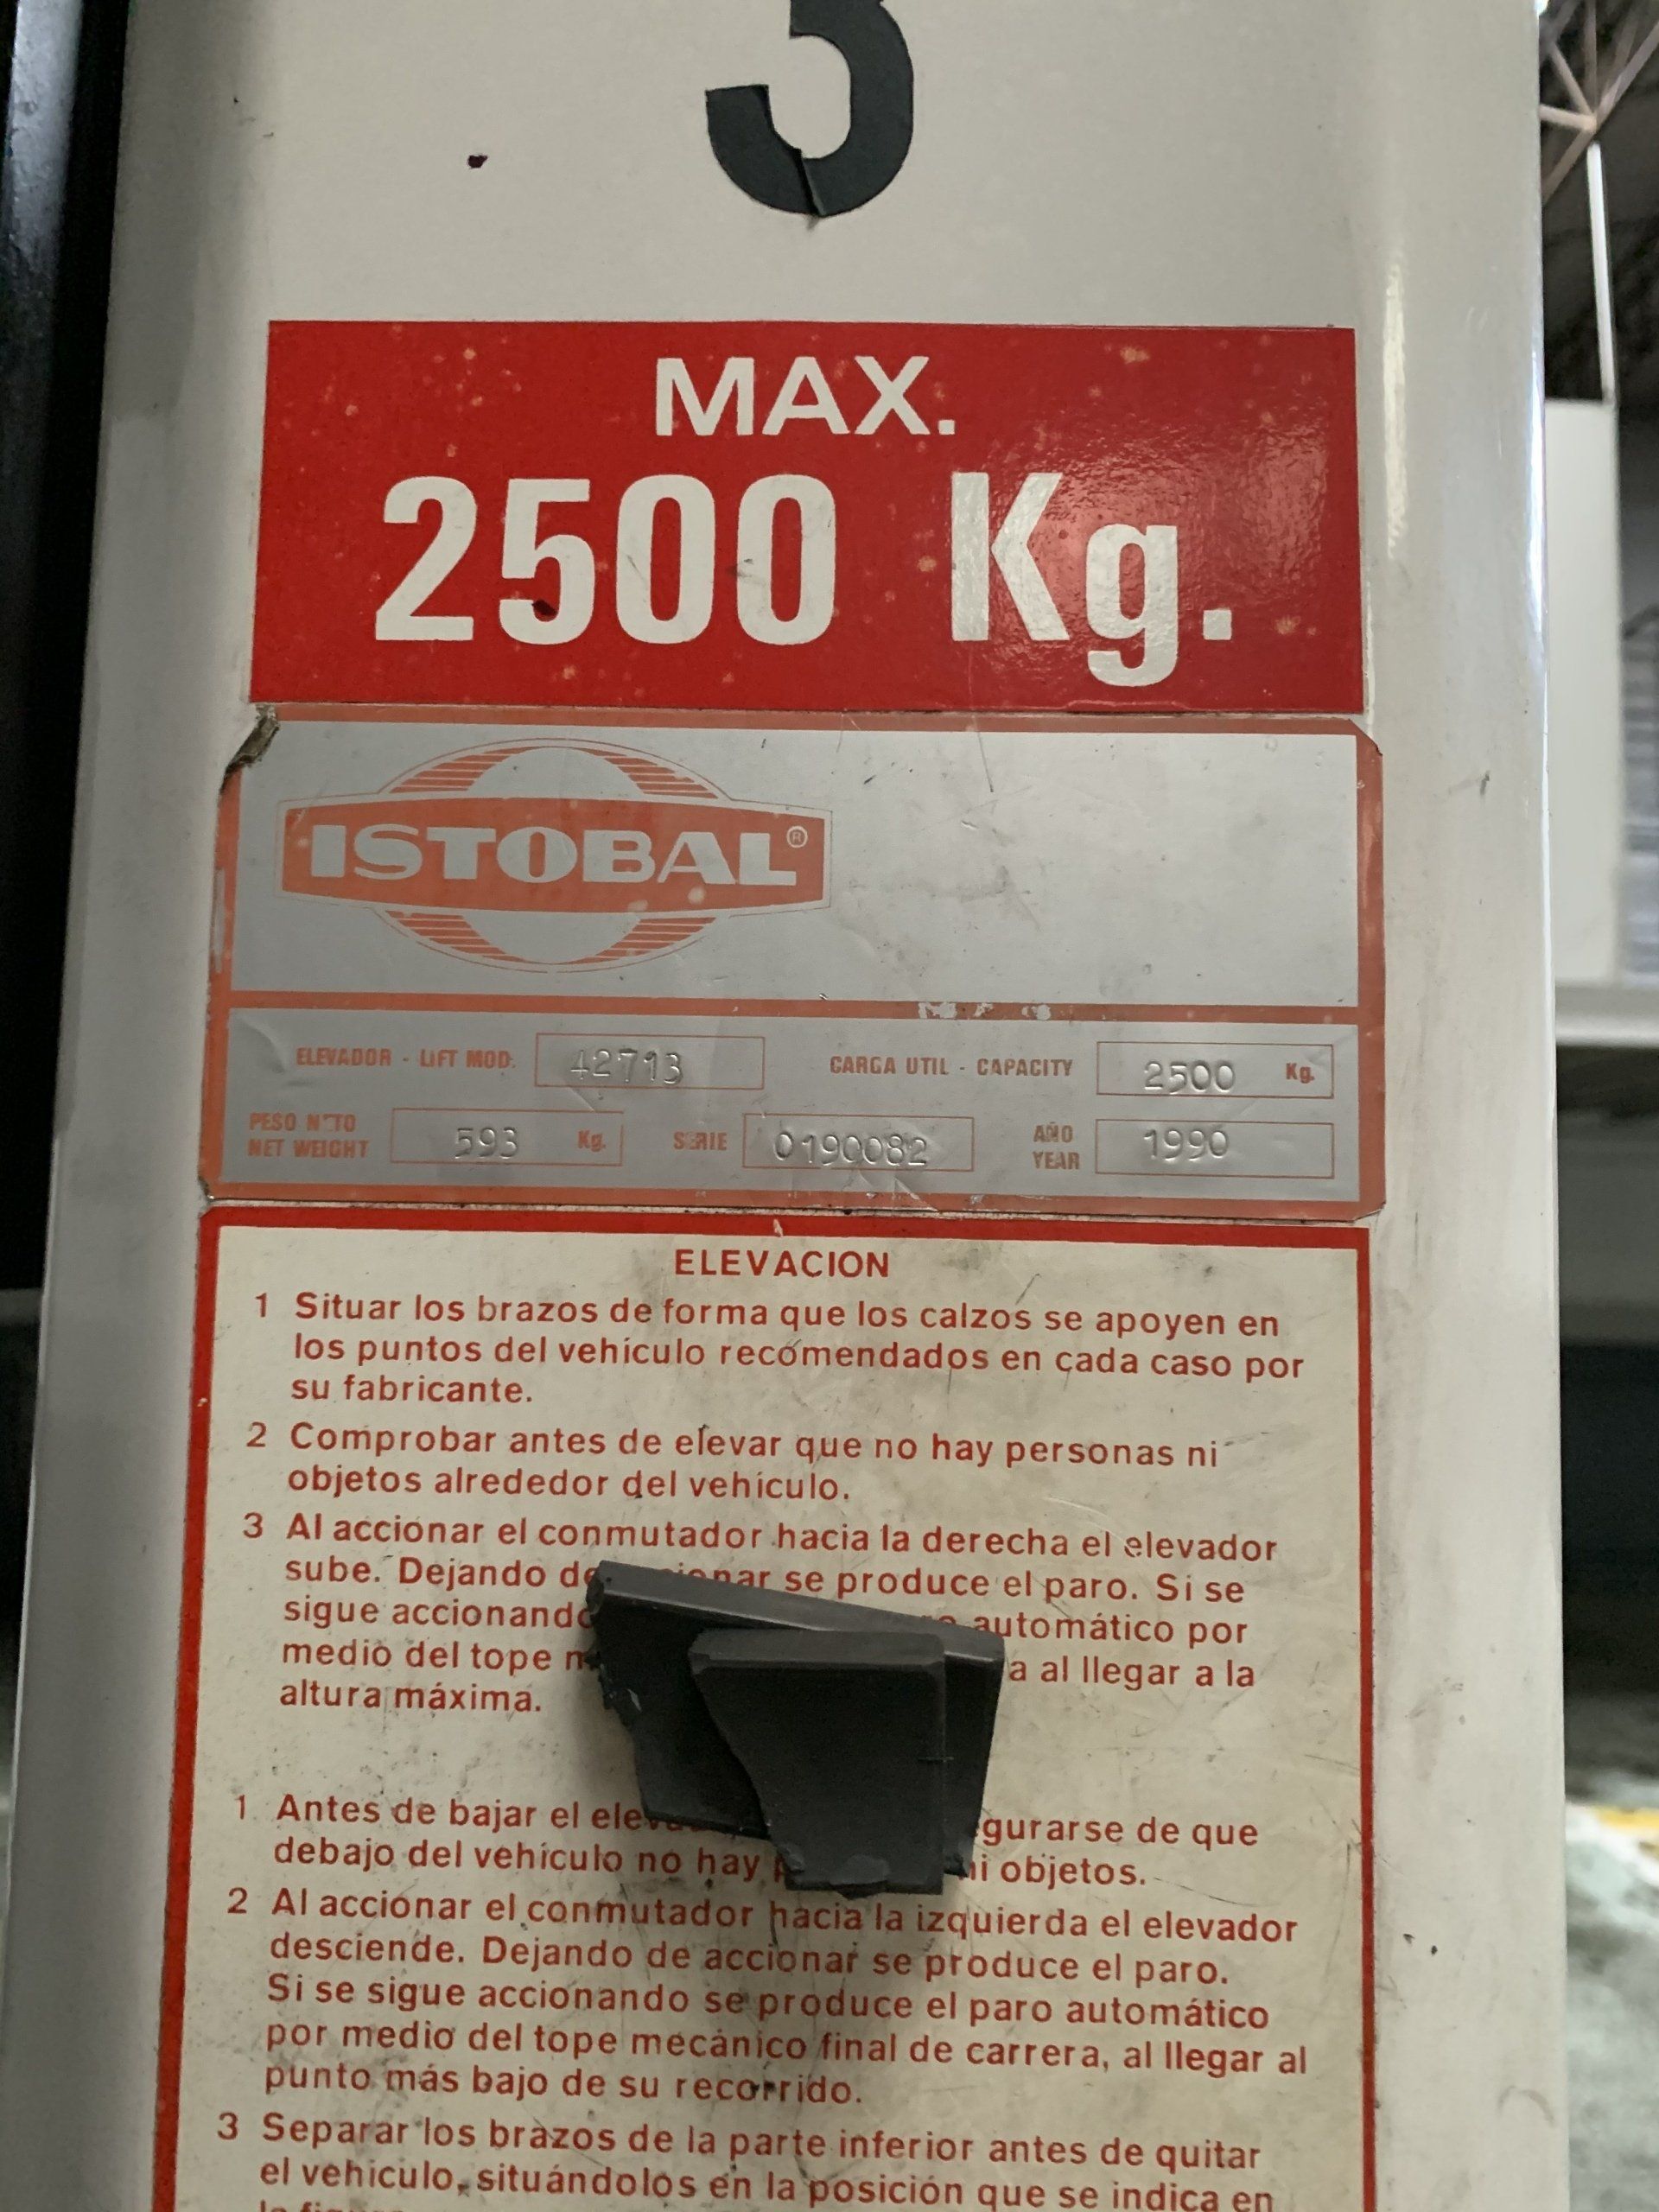 3
MAX.
2500 Kg.
ISTOBAL®
ELEVADOR - LIFT MOD. 42713 CARGA UTIL - CAPACITY 2500 Kg.
PESO NETO
NET WEIGHT 593 Kg. SERIE 0190082 AÑO
YEAR 1990
ELEVACION
1 Situar los brazos de forma que los calzos se apoyen en
los puntos del vehículo recomendados en cada caso por
su fabricante.
2 Comprobar antes de elevar que no hay personas ni
objetos alrededor del vehículo.
3 Al accionar el conmutador hacia la derecha el elevador
sube. Dejando se produce el paro. Si se
sigue automático por
medio del tope al llegar a la
altura máxima.
1 Antes de bajar el que
debajo del vehículo no hay ni objetos.
2 Al accionar el conmutador hacia la izquierda el elevador
desciende. Dejando de accionar se produce el paro.
Si se sigue accionando se produce el paro automático
por medio del tope mecánico final de carrera, al llegar al
punto más bajo de su recorrido.
3 Separar los brazos de la parte inferior antes de quitar
el vehículo, situándolos en la posición que se indica en